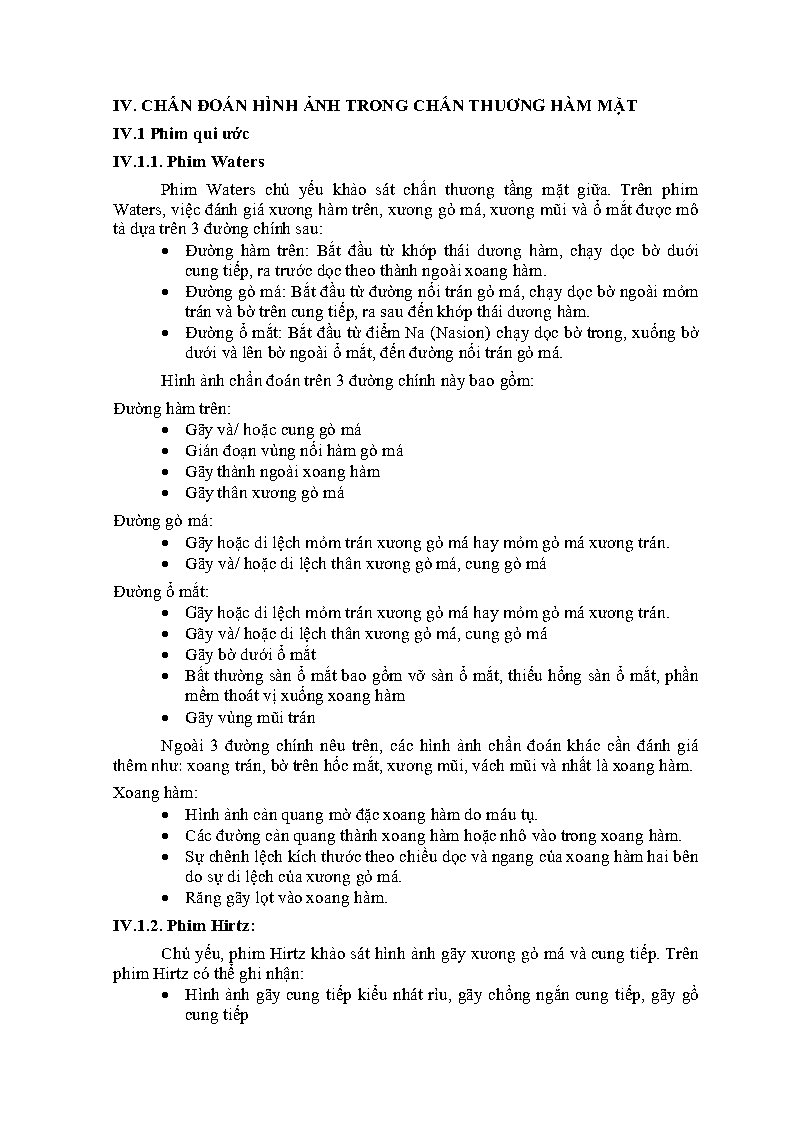 IV. CHẨN ĐOÁN HÌNH ẢNH TRONG CHẤN THƯƠNG HÀM MẶT
IV.1 Phim qui ước
IV.1.1. Phim Waters
Phim Waters chủ yếu khảo sát chấn thương tầng mặt giữa. Trên phim
Waters, việc đánh giá xương hàm trên, xương gò má, xương mũi và ổ mắt được mô
tả dựa trên 3 đường chính sau:
• Đường hàm trên: Bắt đầu từ khớp thái dương hàm, chạy dọc bờ dưới
cung tiếp, ra trước dọc theo thành ngoài xoang hàm.
• Đường gò má: Bắt đầu từ đường nối trán gò má, chạy dọc bờ ngoài mỏm
trán và bờ trên cung tiếp, ra sau đến khớp thái dương hàm.
• Đường ổ mắt: Bắt đầu từ điểm Na (Nasion) chạy dọc bờ trong, xuống bờ
dưới và lên bờ ngoài ổ mắt, đến đường nối trán gò má.
Hình ảnh chẩn đoán trên 3 đường chính này bao gồm:
Đường hàm trên:
• Gãy và/ hoặc cung gò má
• Gián đoạn vùng nối hàm gò má
• Gãy thành ngoài xoang hàm
• Gãy thân xương gò má
Đường gò má:
• Gãy hoặc di lệch mỏm trán xương gò má hay mỏm gò má xương trán.
• Gãy và/ hoặc di lệch thân xương gò má, cung gò má
Đường ổ mắt:
• Gãy hoặc di lệch mỏm trán xương gò má hay mỏm gò má xương trán.
• Gãy và/ hoặc di lệch thân xương gò má, cung gò má
• Gãy bờ dưới ổ mắt
• Bất thường sàn ổ mắt bao gồm vỡ sàn ổ mắt, thiếu hổng sàn ổ mắt, phần
mềm thoát vị xuống xoang hàm
• Gãy vùng mũi trán
Ngoài 3 đường chính nêu trên, các hình ảnh chẩn đoán khác cần đánh giá
thêm như: xoang trán, bờ trên hốc mắt, xương mũi, vách mũi và nhất là xoang hàm.
Xoang hàm:
• Hình ảnh cản quang mờ đặc xoang hàm do máu tụ.
• Các đường cản quang thành xoang hàm hoặc nhô vào trong xoang hàm.
• Sự chênh lệch kích thước theo chiều dọc và ngang của xoang hàm hai bên
do sự di lệch của xương gò má.
• Răng gãy lọt vào xoang hàm.
IV.1.2. Phim Hirtz:
Chủ yếu, phim Hirtz khảo sát hình ảnh gãy xương gò má và cung tiếp. Trên
phim Hirtz có thể ghi nhận:
• Hình ảnh gãy cung tiếp kiểu nhát rìu, gãy chồng ngắn cung tiếp, gãy gồ
cung tiếp